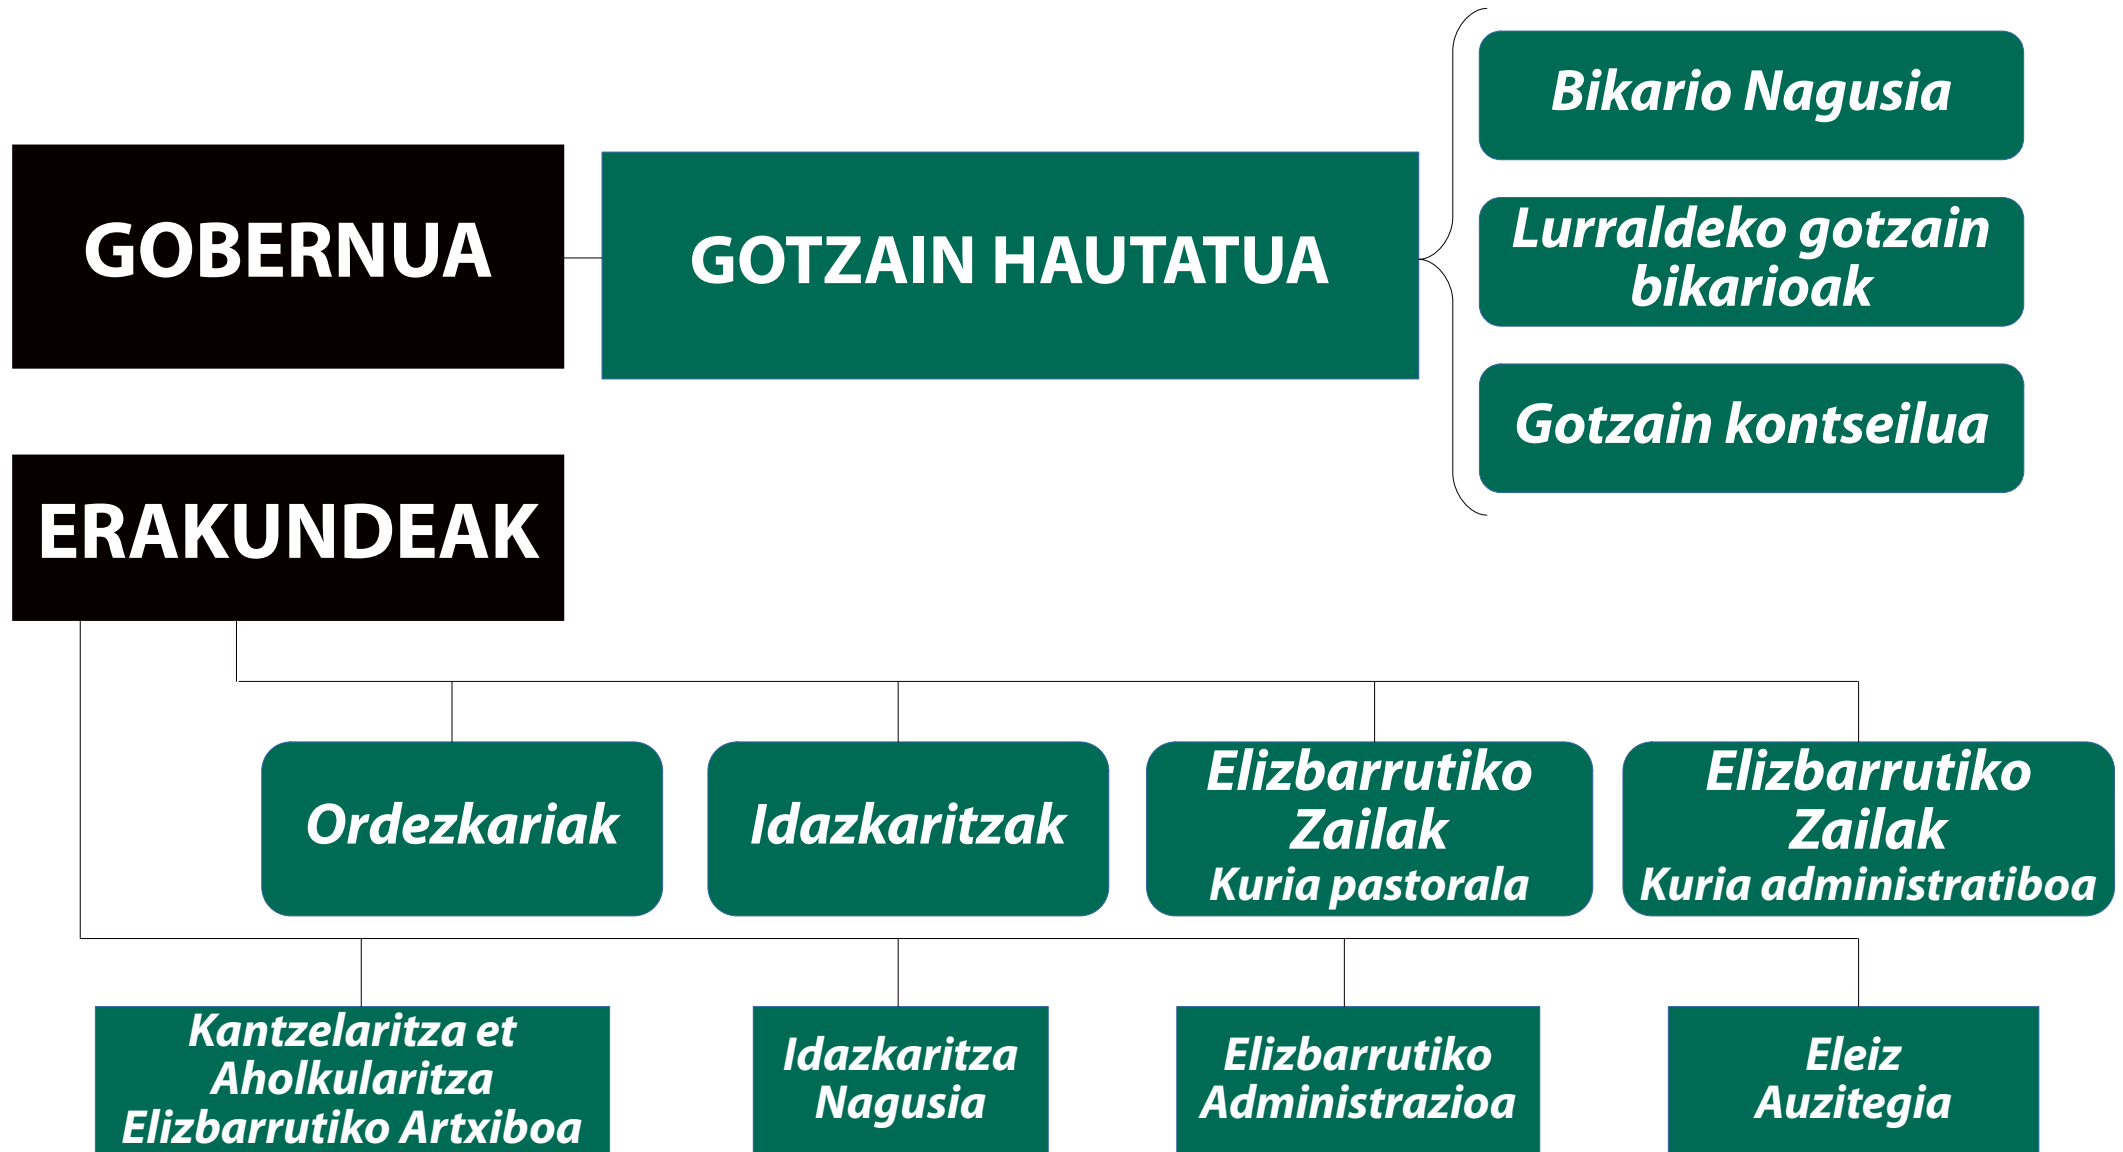 GOBERNUA
GOTZAIN HAUTATUA
Bikario Nagusia
Lurraldeko gotzain
bikarioak
Gotzain kontseilua
ERAKUNDEAK
Ordezkariak
Idazkaritzak
Elizbarrutiko
Zailak
Kuria pastorala
Elizbarrutiko
Zailak
Kuria administratiboa
Kantzelaritza et
Aholkularitza
Elizbarrutiko Artxiboa
Idazkaritza
Nagusia
Elizbarrutiko
Administrazioa
Eleiz
Auzitegia